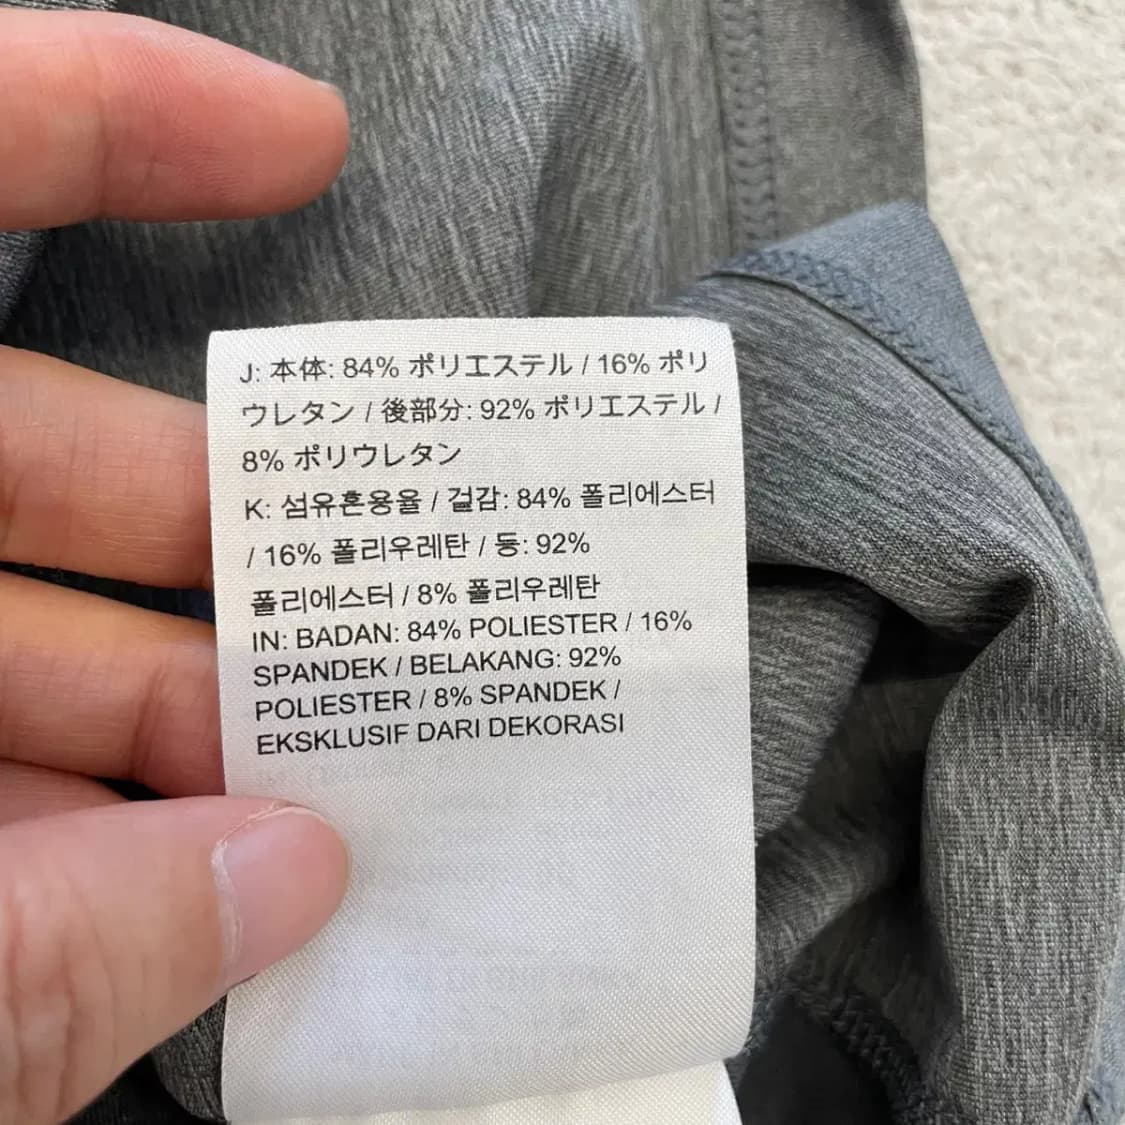 J: 本体: 84% ポリエステル / 16% ポリ
ウレタン / 後部分: 92% ポリエステル /
8% ポリウレタン
K: 섬유혼용율 / 겉감: 84% 폴리에스터
/ 16% 폴리우레탄 / 등: 92%
폴리에스터 / 8% 폴리우레탄
IN: BADAN: 84% POLIESTER / 16%
SPANDEK / BELAKANG: 92%
POLIESTER / 8% SPANDEK /
EKSKLUSIF DARI DEKORASI